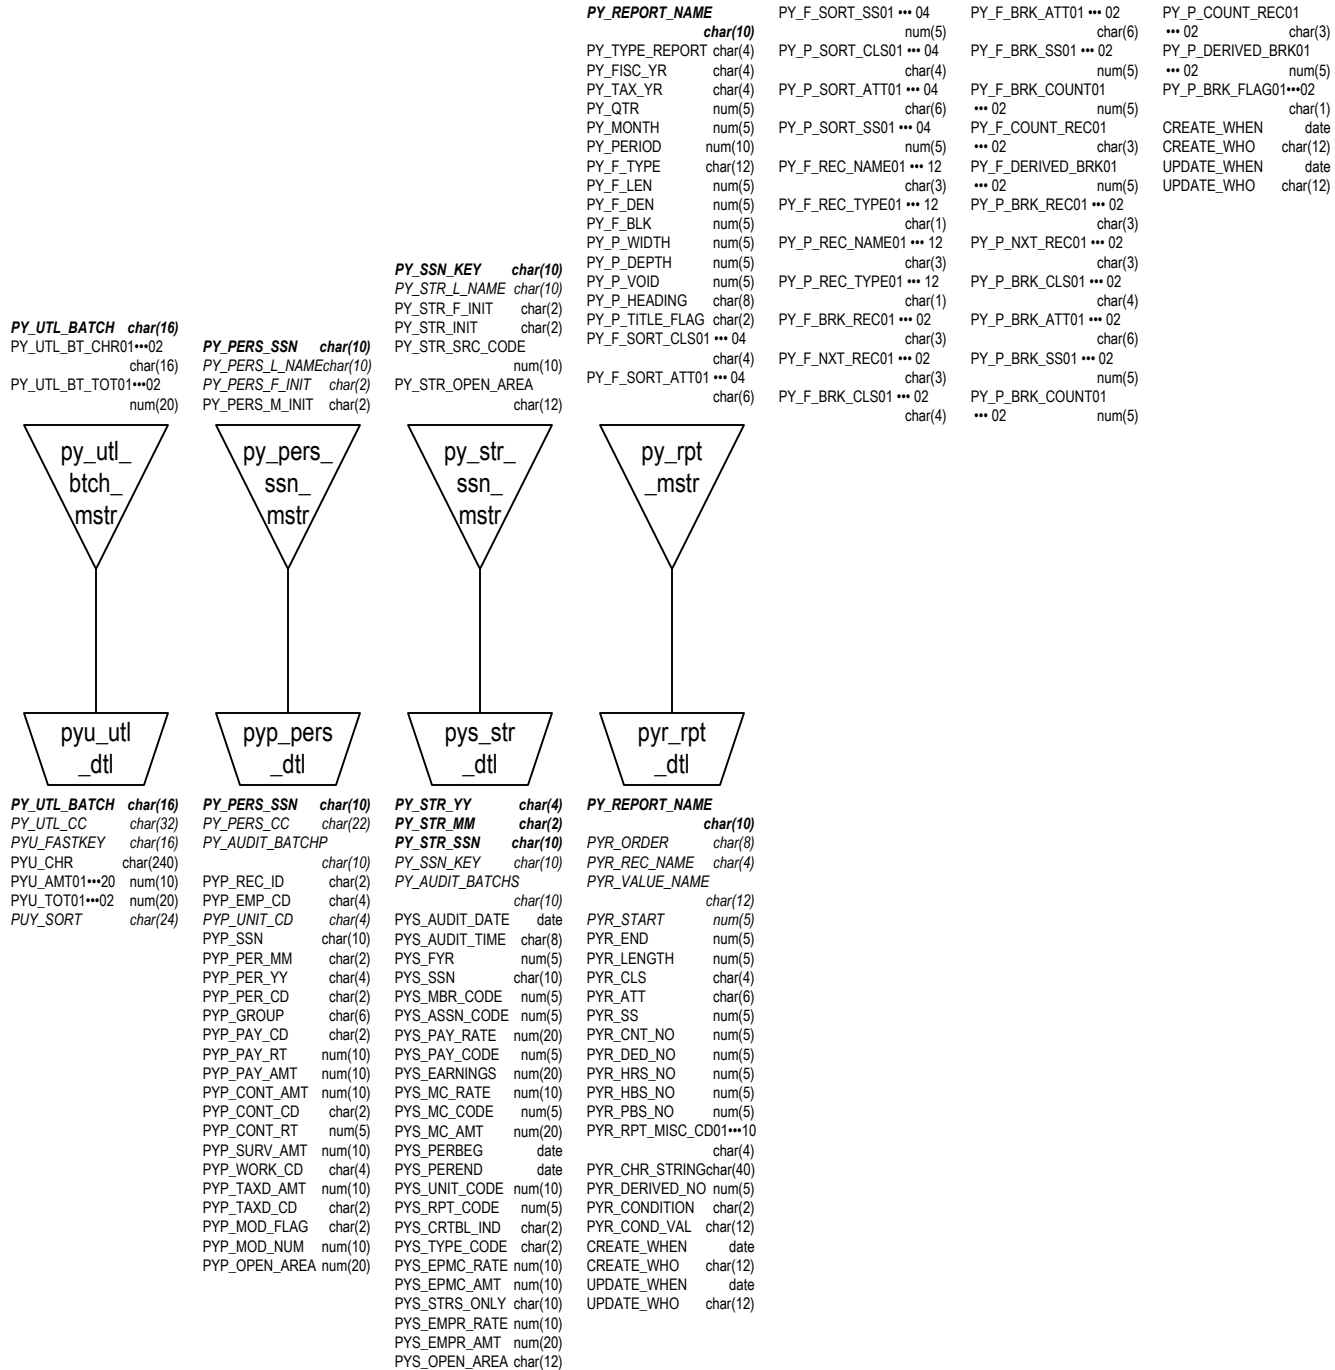 PY_REPORT_NAME
char(10)
PY_TYPE_REPORT char(4)
PY_FISC_YR char(4)
PY_TAX_YR char(4)
PY_QTR num(5)
PY_MONTH num(5)
PY_PERIOD num(10)
PY_F_TYPE char(12)
PY_F_LEN num(5)
PY_F_DEN num(5)
PY_F_BLK num(5)
PY_P_WIDTH num(5)
PY_P_DEPTH num(5)
PY_P_VOID num(5)
PY_P_HEADING char(8)
PY_P_TITLE_FLAG char(2)
PY_F_SORT_CLS01 ••• 04
char(4)
PY_F_SORT_ATT01 ••• 04
char(6)
PY_F_SORT_SS01 ••• 04
num(5)
PY_P_SORT_CLS01 ••• 04
char(4)
PY_P_SORT_ATT01 ••• 04
char(6)
PY_P_SORT_SS01 ••• 04
num(5)
PY_F_REC_NAME01 ••• 12
char(3)
PY_F_REC_TYPE01 ••• 12
char(1)
PY_P_REC_NAME01 ••• 12
char(3)
PY_P_REC_TYPE01 ••• 12
char(1)
PY_F_BRK_REC01 ••• 02
char(3)
PY_F_NXT_REC01 ••• 02
char(3)
PY_F_BRK_CLS01 ••• 02
char(4)
PY_F_BRK_ATT01 ••• 02
char(6)
PY_F_BRK_SS01 ••• 02
num(5)
PY_F_BRK_COUNT01
••• 02 num(5)
PY_F_COUNT_REC01
••• 02 char(3)
PY_F_DERIVED_BRK01
••• 02 num(5)
PY_P_BRK_REC01 ••• 02
char(3)
PY_P_NXT_REC01 ••• 02
char(3)
PY_P_BRK_CLS01 ••• 02
char(4)
PY_P_BRK_ATT01 ••• 02
char(6)
PY_P_BRK_SS01 ••• 02
num(5)
PY_P_BRK_COUNT01
••• 02 num(5)
PY_P_COUNT_REC01
••• 02 char(3)
PY_P_DERIVED_BRK01
••• 02 num(5)
PY_P_BRK_FLAG01•••02
char(1)
CREATE_WHEN date
CREATE_WHO char(12)
UPDATE_WHEN date
UPDATE_WHO char(12)
PY_UTL_BATCH char(16)
PY_UTL_BT_CHR01•••02
char(16)
PY_UTL_BT_TOT01•••02
num(20)
PY_PERS_SSN char(10)
PY_PERS_L_NAMEchar(10)
PY_PERS_F_INIT char(2)
PY_PERS_M_INIT char(2)
PY_SSN_KEY char(10)
PY_STR_L_NAME char(10)
PY_STR_F_INIT char(2)
PY_STR_INIT char(2)
PY_STR_SRC_CODE
num(10)
PY_STR_OPEN_AREA
char(12)
py_utl_
btch_
mstr
py_pers_
ssn_
mstr
py_str_
ssn_
mstr
py_rpt
_mstr
pyu_utl
_dtl
pyp_pers
_dtl
pys_str
_dtl
pyr_rpt
_dtl
PY_UTL_BATCH char(16)
PY_UTL_CC char(32)
PYU_FASTKEY char(16)
PYU_CHR char(240)
PYU_AMT01•••20 num(10)
PYU_TOT01•••02 num(20)
PUY_SORT char(24)
PY_PERS_SSN char(10)
PY_PERS_CC char(22)
PY_AUDIT_BATCHP
char(10)
PYP_REC_ID char(2)
PYP_EMP_CD char(4)
PYP_UNIT_CD char(4)
PYP_SSN char(10)
PYP_PER_MM char(2)
PYP_PER_YY char(4)
PYP_PER_CD char(2)
PYP_GROUP char(6)
PYP_PAY_CD char(2)
PYP_PAY_RT num(10)
PYP_PAY_AMT num(10)
PYP_CONT_AMT num(10)
PYP_CONT_CD char(2)
PYP_CONT_RT num(5)
PYP_SURV_AMT num(10)
PYP_WORK_CD char(4)
PYP_TAXD_AMT num(10)
PYP_TAXD_CD char(2)
PYP_MOD_FLAG char(2)
PYP_MOD_NUM num(10)
PYP_OPEN_AREA num(20)
PY_STR_YY char(4)
PY_STR_MM char(2)
PY_STR_SSN char(10)
PY_SSN_KEY char(10)
PY_AUDIT_BATCHS
char(10)
PYS_AUDIT_DATE date
PYS_AUDIT_TIME char(8)
PYS_FYR num(5)
PYS_SSN char(10)
PYS_MBR_CODE num(5)
PYS_ASSN_CODE num(5)
PYS_PAY_RATE num(20)
PYS_PAY_CODE num(5)
PYS_EARNINGS num(20)
PYS_MC_RATE num(10)
PYS_MC_CODE num(5)
PYS_MC_AMT num(20)
PYS_PERBEG date
PYS_PEREND date
PYS_UNIT_CODE num(10)
PYS_RPT_CODE num(5)
PYS_CRTBL_IND char(2)
PYS_TYPE_CODE char(2)
PYS_EPMC_RATE num(10)
PYS_EPMC_AMT num(10)
PYS_STRS_ONLY char(10)
PYS_EMPR_RATE num(10)
PYS_EMPR_AMT num(20)
PYS_OPEN_AREA char(12)
PY_REPORT_NAME
char(10)
PYR_ORDER char(8)
PYR_REC_NAME char(4)
PYR_VALUE_NAME
char(12)
PYR_START num(5)
PYR_END num(5)
PYR_LENGTH num(5)
PYR_CLS char(4)
PYR_ATT char(6)
PYR_SS num(5)
PYR_CNT_NO num(5)
PYR_DED_NO num(5)
PYR_HRS_NO num(5)
PYR_HBS_NO num(5)
PYR_PBS_NO num(5)
PYR_RPT_MISC_CD01•••10
char(4)
PYR_CHR_STRINGchar(40)
PYR_DERIVED_NO num(5)
PYR_CONDITION char(2)
PYR_COND_VAL char(12)
CREATE_WHEN date
CREATE_WHO char(12)
UPDATE_WHEN date
UPDATE_WHO char(12)